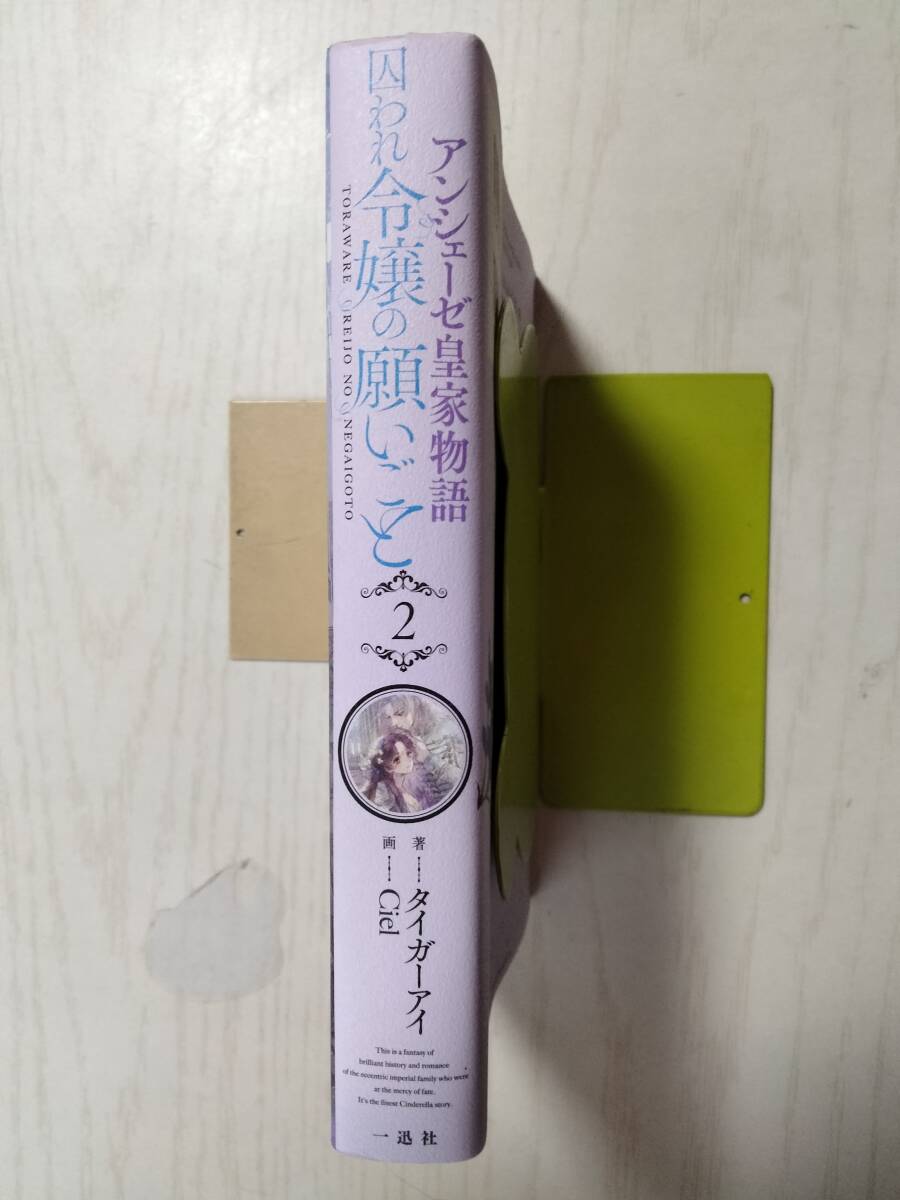 アンシェーゼ皇家物語
囚われ令嬢の願いごと
TORAWARE REIJO NO NEGAIGOTO
2
著 タイガーアイ
画 Ciel
This is a fantasy of
brilliant history and romance
of the eccentric imperial family who were
at the mercy of fate.
It's the finest Cinderella story.
一迅社